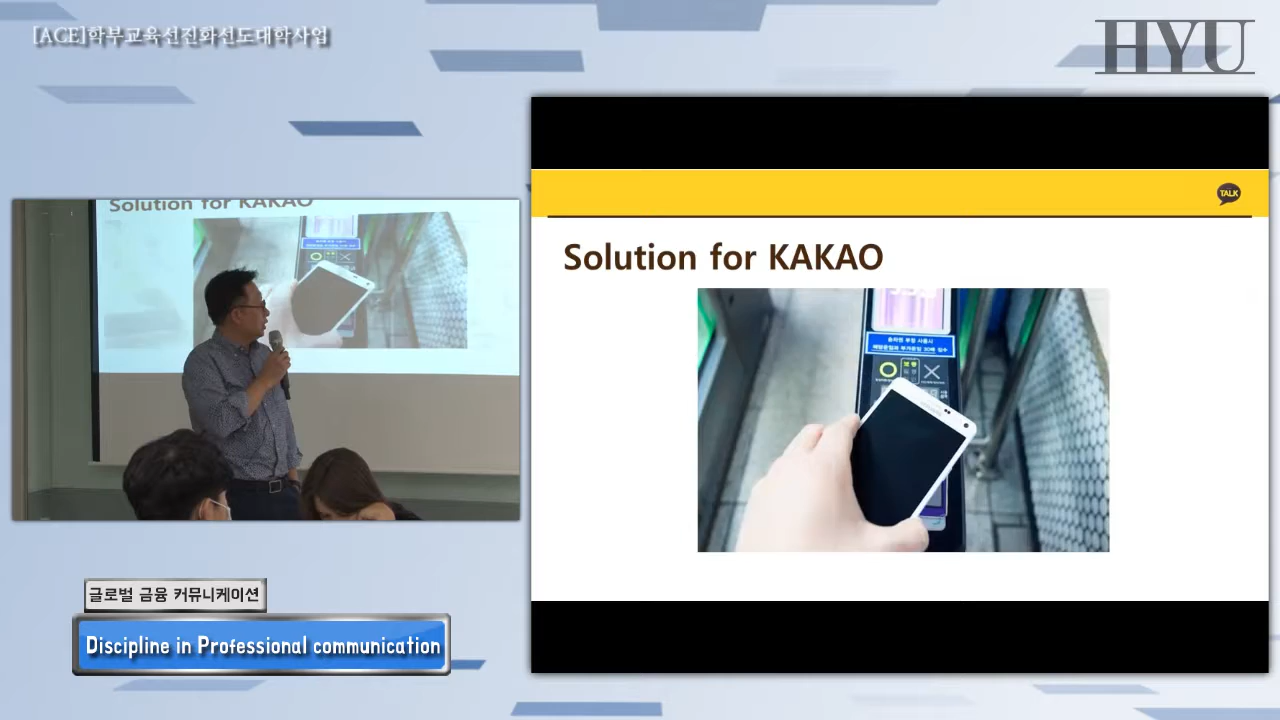 [ACE]학부교육선진화선도대학사업
HYU
Solution for KAKAO
TALK
Solution for KAKAO
글로벌 금융 커뮤니케이션
Discipline in Professional communication